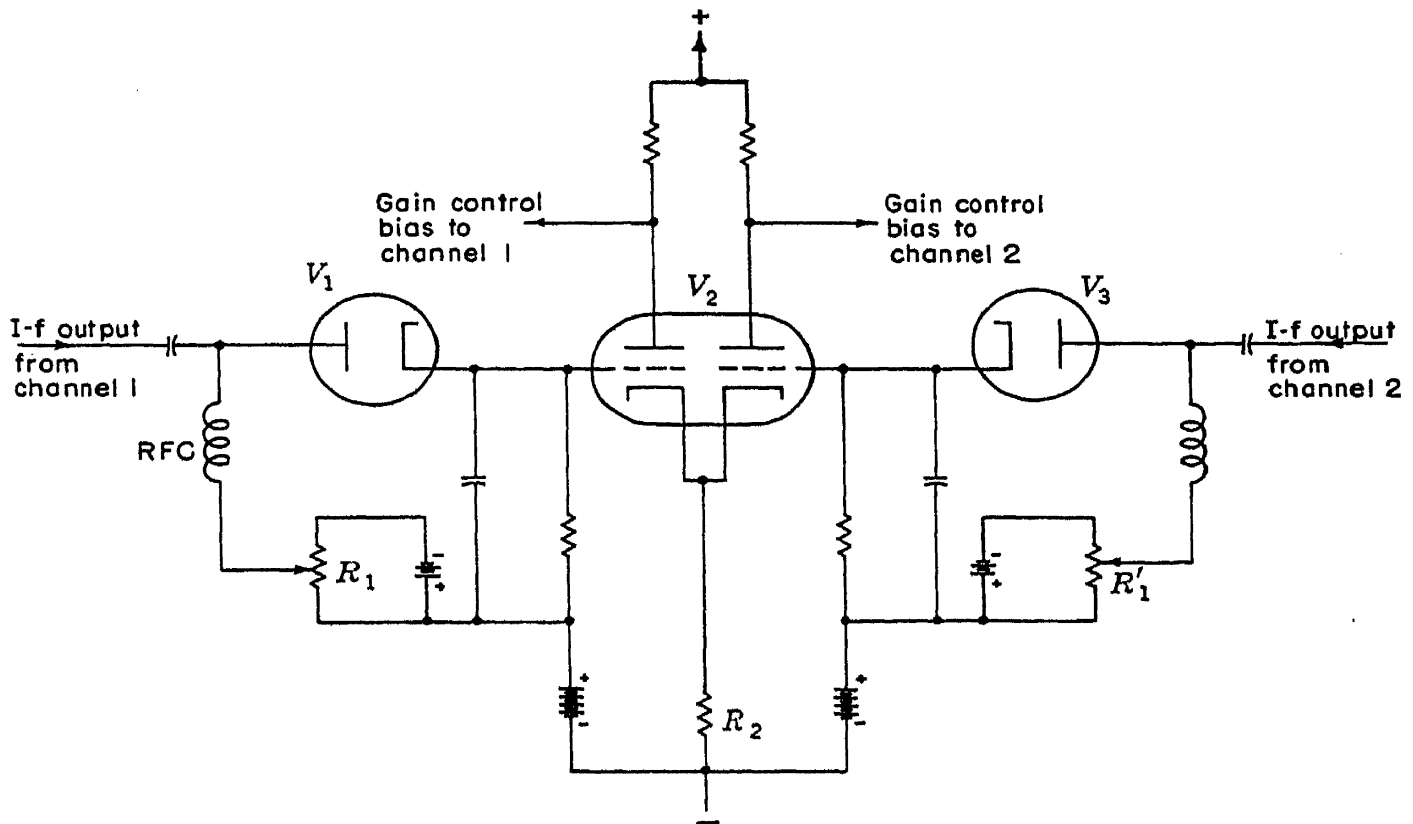 +
Gain control
bias to
channel 1
Gain control
bias to
channel 2
V₁
V₂
V₃
I-f output
from
channel 1
I-f output
from
channel 2
RFC
R₁
-
+
-
+
R′₁
+
-
R₂
+
-
-